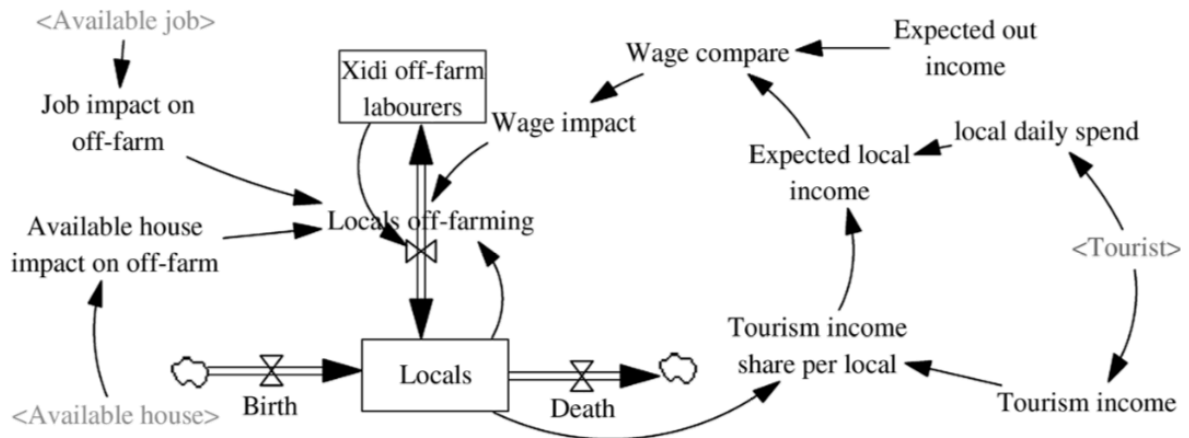 <Available job>
Job impact on
off-farm
Available house
impact on off-farm
<Available house>
Xidi off-farm
labourers
Wage impact
Locals off-farming
Birth
Locals
Death
Wage compare
Expected out
income
local daily spend
Expected local
income
<Tourist>
Tourism income
share per local
Tourism income